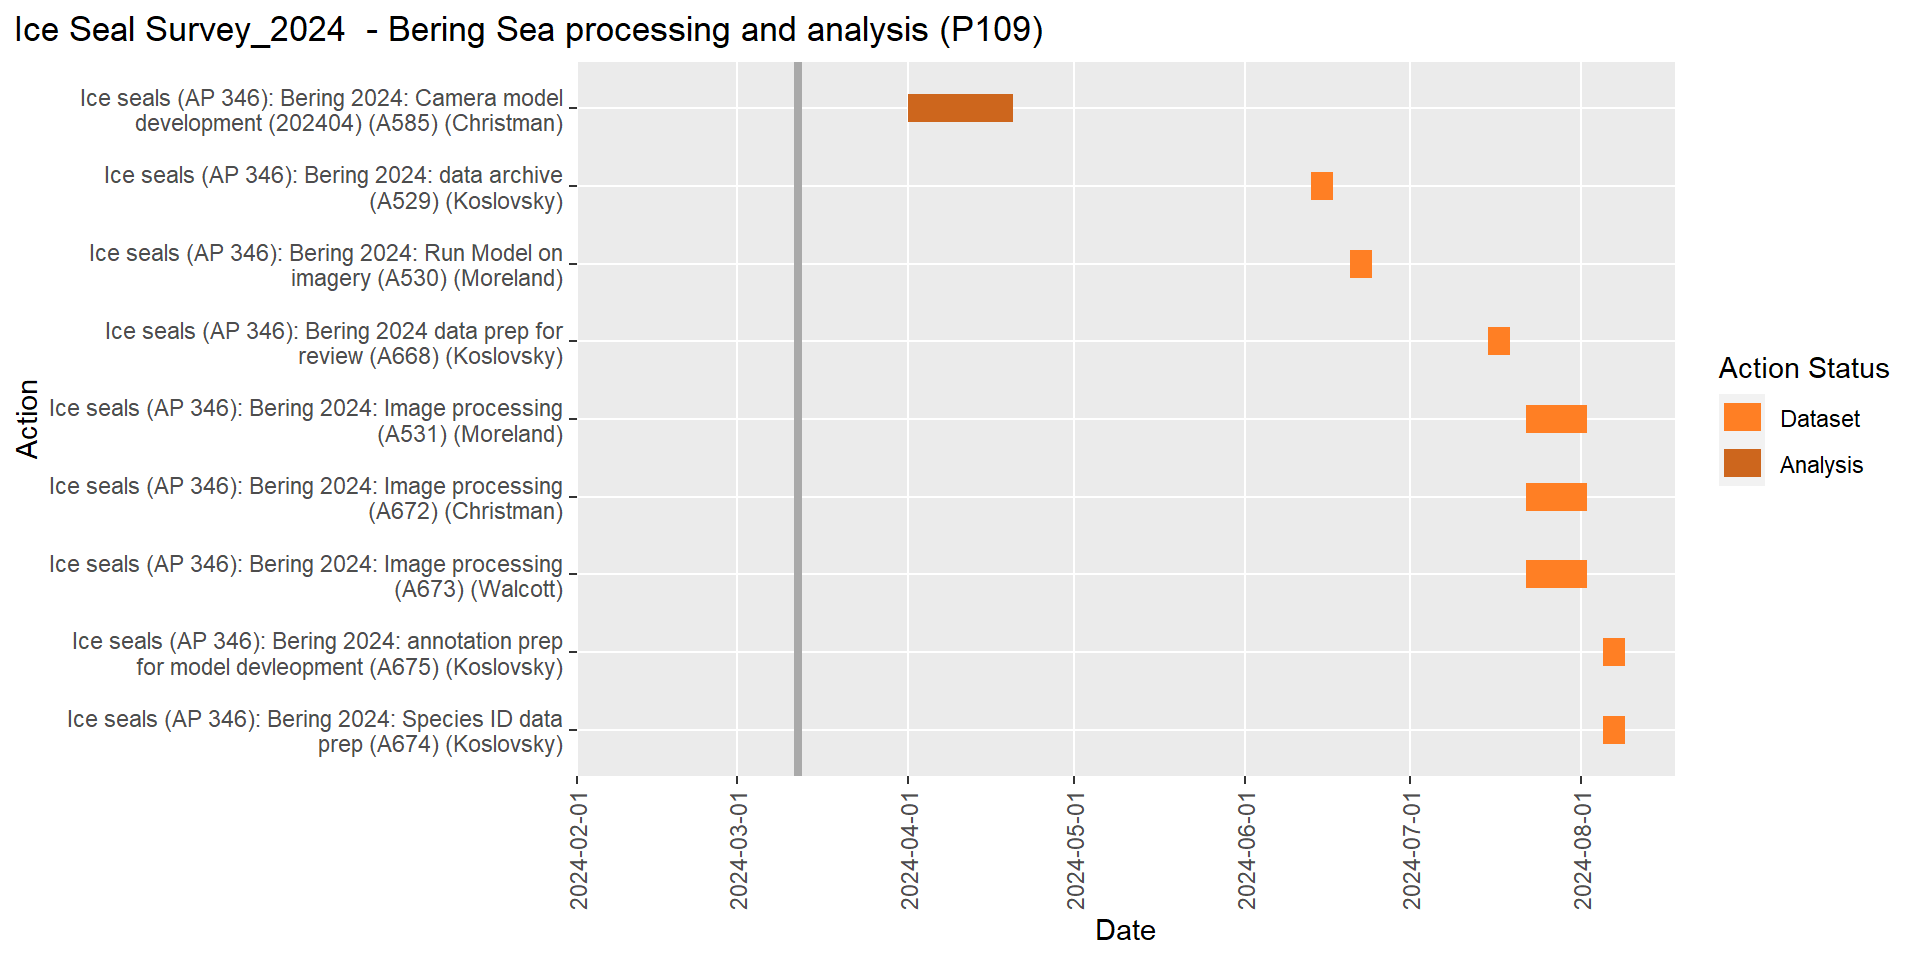 Ice Seal Survey_2024  - Bering Sea processing and analysis (P109)
Action
Ice seals (AP 346): Bering 2024: Camera model
development (202404) (A585) (Christman)
Ice seals (AP 346): Bering 2024: data archive
(A529) (Koslovsky)
Ice seals (AP 346): Bering 2024: Run Model on
imagery (A530) (Moreland)
Ice seals (AP 346): Bering 2024 data prep for
review (A668) (Koslovsky)
Ice seals (AP 346): Bering 2024: Image processing
(A531) (Moreland)
Ice seals (AP 346): Bering 2024: Image processing
(A672) (Christman)
Ice seals (AP 346): Bering 2024: Image processing
(A673) (Walcott)
Ice seals (AP 346): Bering 2024: annotation prep
for model devleopment (A675) (Koslovsky)
Ice seals (AP 346): Bering 2024: Species ID data
prep (A674) (Koslovsky)
2024-02-01
2024-03-01
2024-04-01
2024-05-01
2024-06-01
2024-07-01
2024-08-01
Date
Action Status
Dataset
Analysis